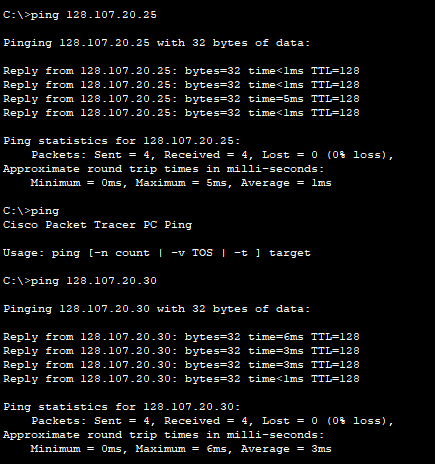 C:\>ping 128.107.20.25
Pinging 128.107.20.25 with 32 bytes of data:
Reply from 128.107.20.25: bytes=32 time<1ms TTL=128
Reply from 128.107.20.25: bytes=32 time<1ms TTL=128
Reply from 128.107.20.25: bytes=32 time=5ms TTL=128
Reply from 128.107.20.25: bytes=32 time<1ms TTL=128
Ping statistics for 128.107.20.25:
Packets: Sent = 4, Received = 4, Lost = 0 (0% loss),
Approximate round trip times in milli-seconds:
Minimum = 0ms, Maximum = 5ms, Average = 1ms
C:\>ping
Cisco Packet Tracer PC Ping
Usage: ping [-n count | -v TOS | -t ] target
C:\>ping 128.107.20.30
Pinging 128.107.20.30 with 32 bytes of data:
Reply from 128.107.20.30: bytes=32 time=6ms TTL=128
Reply from 128.107.20.30: bytes=32 time=3ms TTL=128
Reply from 128.107.20.30: bytes=32 time=3ms TTL=128
Reply from 128.107.20.30: bytes=32 time<1ms TTL=128
Ping statistics for 128.107.20.30:
Packets: Sent = 4, Received = 4, Lost = 0 (0% loss),
Approximate round trip times in milli-seconds:
Minimum = 0ms, Maximum = 6ms, Average = 3ms